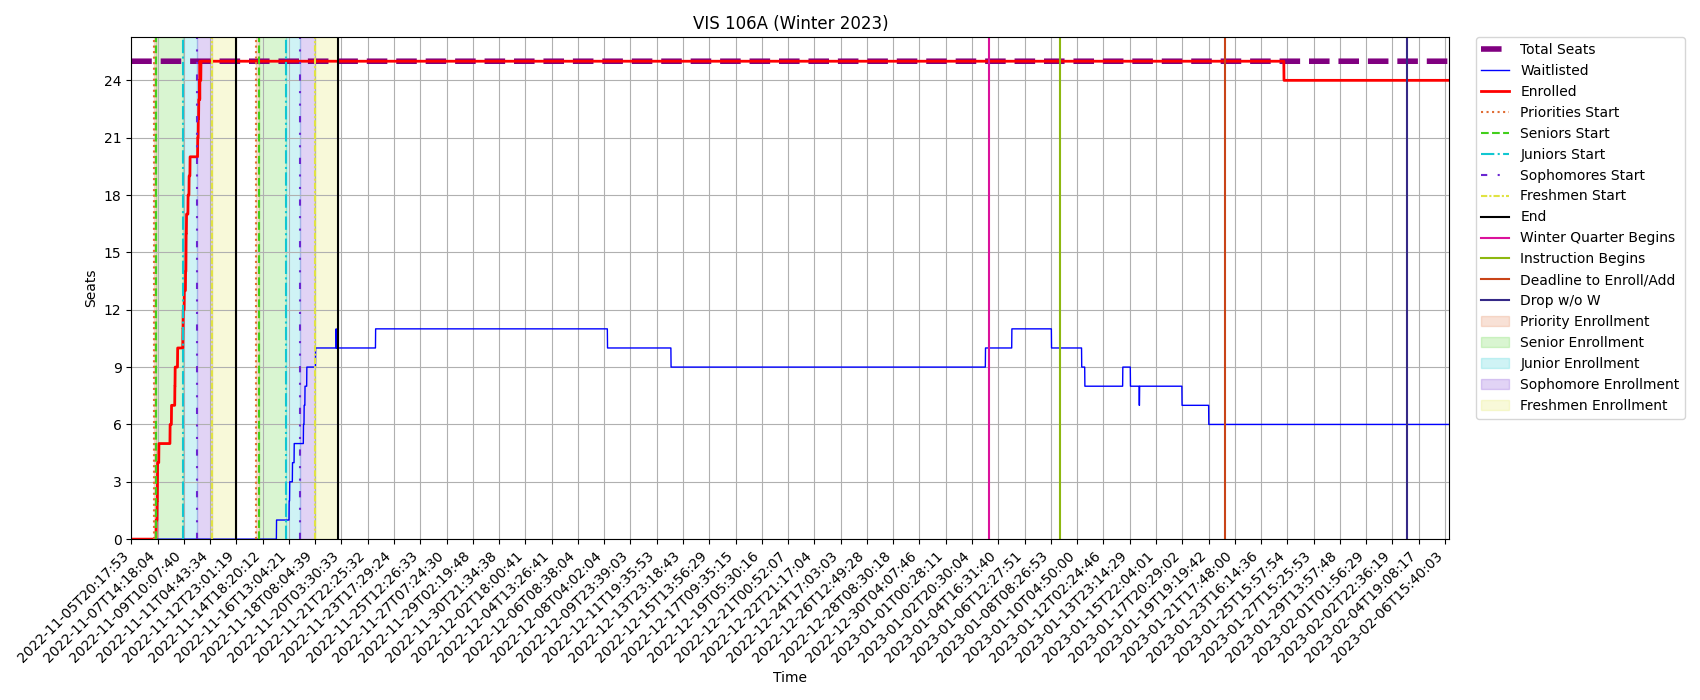 VIS 106A (Winter 2023)
Seats
24
21
18
15
12
9
6
3
0
2022-11-05T20:17:53
2022-11-07T14:18:04
2022-11-09T10:07:40
2022-11-11T04:43:34
2022-11-12T23:01:19
2022-11-14T18:20:12
2022-11-16T13:04:21
2022-11-18T08:04:39
2022-11-20T03:30:33
2022-11-21T22:25:32
2022-11-23T17:29:24
2022-11-25T12:26:33
2022-11-27T07:24:30
2022-11-29T02:19:48
2022-11-30T21:34:38
2022-12-02T18:00:41
2022-12-04T13:26:41
2022-12-06T08:38:04
2022-12-08T04:02:04
2022-12-09T23:39:03
2022-12-11T19:35:53
2022-12-13T13:18:43
2022-12-15T13:56:29
2022-12-17T09:35:15
2022-12-19T05:30:16
2022-12-21T00:52:07
2022-12-22T21:17:04
2022-12-24T17:03:03
2022-12-26T12:49:28
2022-12-28T08:30:18
2022-12-30T04:07:46
2023-01-01T00:28:11
2023-01-02T20:30:04
2023-01-04T16:31:40
2023-01-06T12:27:51
2023-01-08T08:26:53
2023-01-10T04:50:00
2023-01-12T02:24:46
2023-01-13T23:14:29
2023-01-15T22:04:01
2023-01-17T20:29:02
2023-01-19T19:19:42
2023-01-21T17:48:00
2023-01-23T16:14:36
2023-01-25T15:57:54
2023-01-27T15:25:53
2023-01-29T13:57:48
2023-02-01T01:56:29
2023-02-02T22:36:19
2023-02-04T19:08:17
2023-02-06T15:40:03
Time
Total Seats
Waitlisted
Enrolled
Priorities Start
Seniors Start
Juniors Start
Sophomores Start
Freshmen Start
End
Winter Quarter Begins
Instruction Begins
Deadline to Enroll/Add
Drop w/o W
Priority Enrollment
Senior Enrollment
Junior Enrollment
Sophomore Enrollment
Freshmen Enrollment